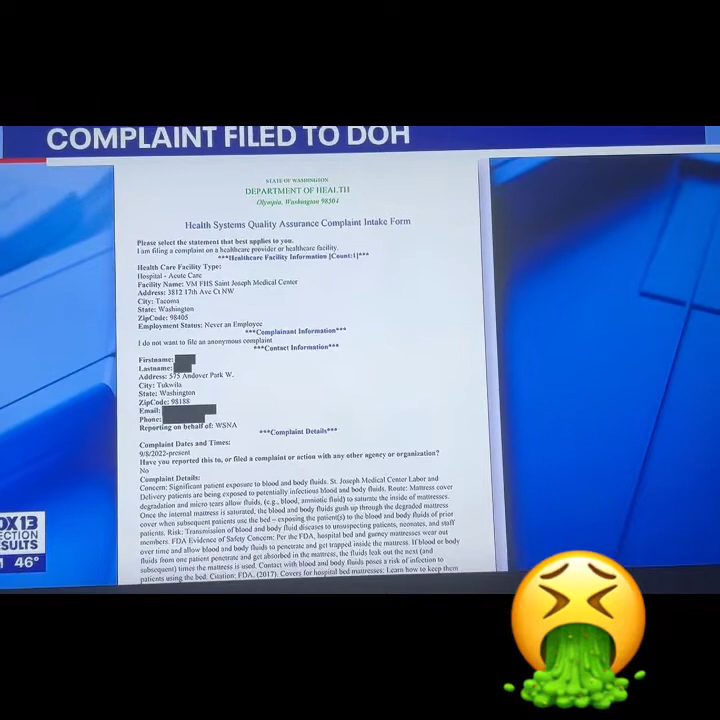 COMPLAINT FILED TO DOH
STATE OF WASHINGTON
DEPARTMENT OF HEALTH
Olympia, Washington 98504
Health Systems Quality Assurance Complaint Intake Form
Please select the statement that best applies to you.
I am filing a complaint on a healthcare provider or healthcare facility.
***Healthcare Facility Information [Count:1]***
Health Care Facility Type:
Hospital - Acute Care
Facility Name: VM FHS Saint Joseph Medical Center
Address: 3812 17th Ave Ct NW
City: Tacoma
State: Washington
ZipCode: 98405
Employment Status: Never an Employee
***Complainant Information***
I do not want to file an anonymous complaint
***Contact Information***
Firstname:
Lastname:
Address: 575 Andover Park W.
City: Tukwila
State: Washington
ZipCode: 98188
Email:
Phone:
Reporting on behalf of: WSNA
***Complaint Details***
Complaint Dates and Times:
9/8/2022-present
Have you reported this to, or filed a complaint or action with any other agency or organization?
No
Complaint Details:
Concern: Significant patient exposure to blood and body fluids. St. Joseph Medical Center Labor and
Delivery patients are being exposed to potentially infectious blood and body fluids. Route: Mattress cover
degradation and micro tears allow fluids, (e.g., blood, amniotic fluid) to saturate the inside of mattresses.
Once the internal mattress is saturated, the blood and body fluids gush up through the degraded mattress
cover when subsequent patients use the bed – exposing the patient(s) to the blood and body fluids of prior
patients. Risk: Transmission of blood and body fluid diseases to unsuspecting patients, neonates, and staff
members. FDA Evidence of Safety Concern: Per the FDA, hospital bed and gurney mattresses wear out
over time and allow blood and body fluids to penetrate and get trapped inside the mattress. If blood or body
fluids from one patient penetrate and get absorbed in the mattress, the fluids leak out the next (and
subsequent) times the mattress is used. Contact with blood and body fluids poses a risk of infection to
patients using the bed. Citation: FDA. (2017). Covers for hospital bed mattresses: Learn how to keep them
OX13
ECTION
SULTS
M 46°